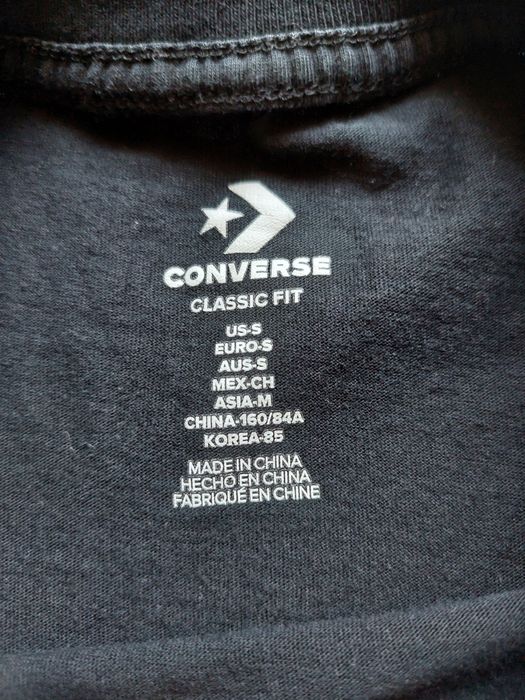 CONVERSE
CLASSIC FIT
US-S
EURO-S
AUS-S
MEX-CH
ASIA-M
CHINA-160/84A
KOREA-85
MADE IN CHINA
HECHO EN CHINA
FABRIQUÉ EN CHINE